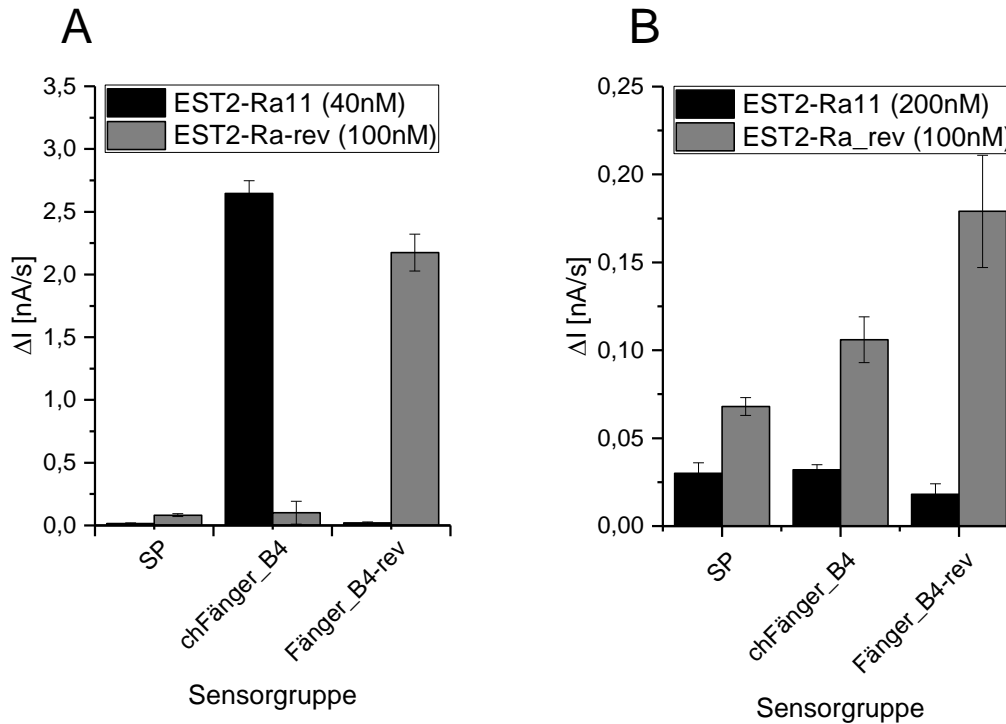 A
3,5
3,0
2,5
2,0
1,5
1,0
0,5
0,0
ΔI [nA/s]
EST2-Ra11 (40nM)
EST2-Ra-rev (100nM)
SP
chFänger_B4
Fänger_B4-rev
Sensorgruppe
B
0,25
0,20
0,15
0,10
0,05
0,00
ΔI [nA/s]
EST2-Ra11 (200nM)
EST2-Ra_rev (100nM)
SP
chFänger_B4
Fänger_B4-rev
Sensorgruppe